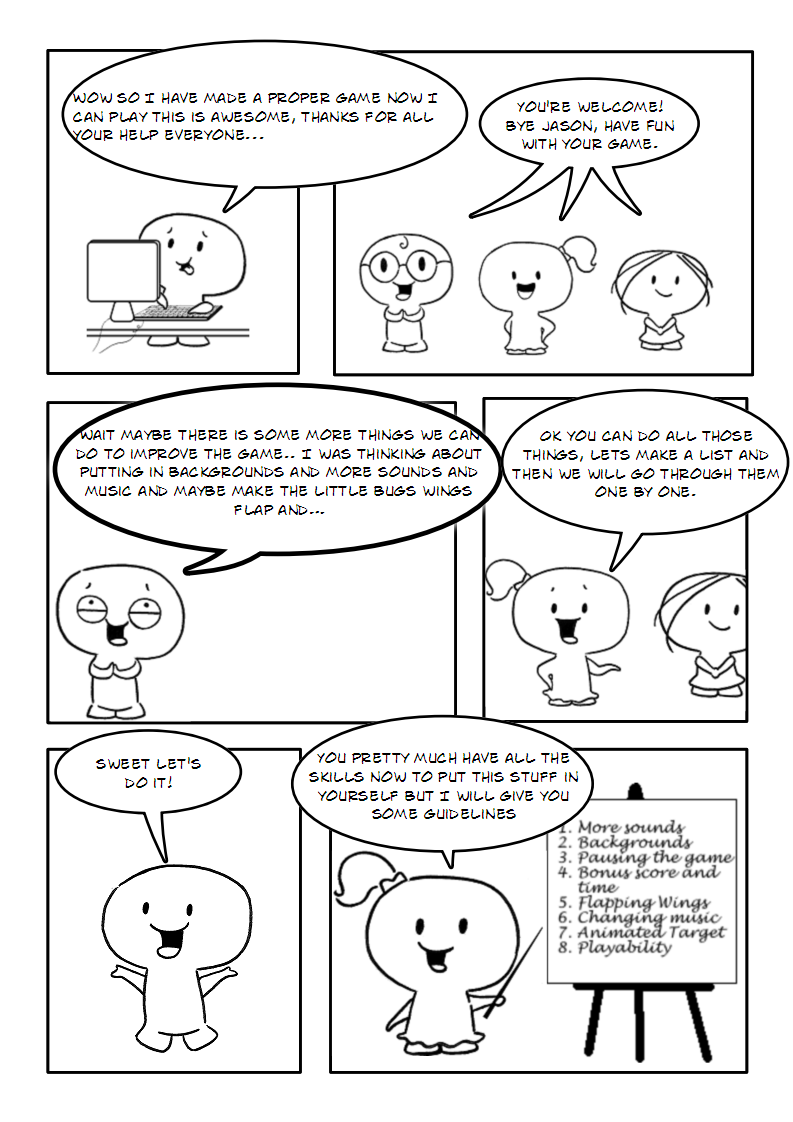 WOW SO I HAVE MADE A PROPER GAME NOW I
CAN PLAY THIS IS AWESOME, THANKS FOR ALL
YOUR HELP EVERYONE...
YOU'RE WELCOME!
BYE JASON, HAVE FUN
WITH YOUR GAME.
WAIT MAYBE THERE IS SOME MORE THINGS WE CAN
DO TO IMPROVE THE GAME.. I WAS THINKING ABOUT
PUTTING IN BACKGROUNDS AND MORE SOUNDS AND
MUSIC AND MAYBE MAKE THE LITTLE BUGS WINGS
FLAP AND...
OK YOU CAN DO ALL THOSE
THINGS, LETS MAKE A LIST AND
THEN WE WILL GO THROUGH THEM
ONE BY ONE.
SWEET LET'S
DO IT!
YOU PRETTY MUCH HAVE ALL THE
SKILLS NOW TO PUT THIS STUFF IN
YOURSELF BUT I WILL GIVE YOU
SOME GUIDELINES
1. More sounds
2. Backgrounds
3. Pausing the game
4. Bonus score and
time
5. Flapping Wings
6. Changing music
7. Animated Target
8. Playability